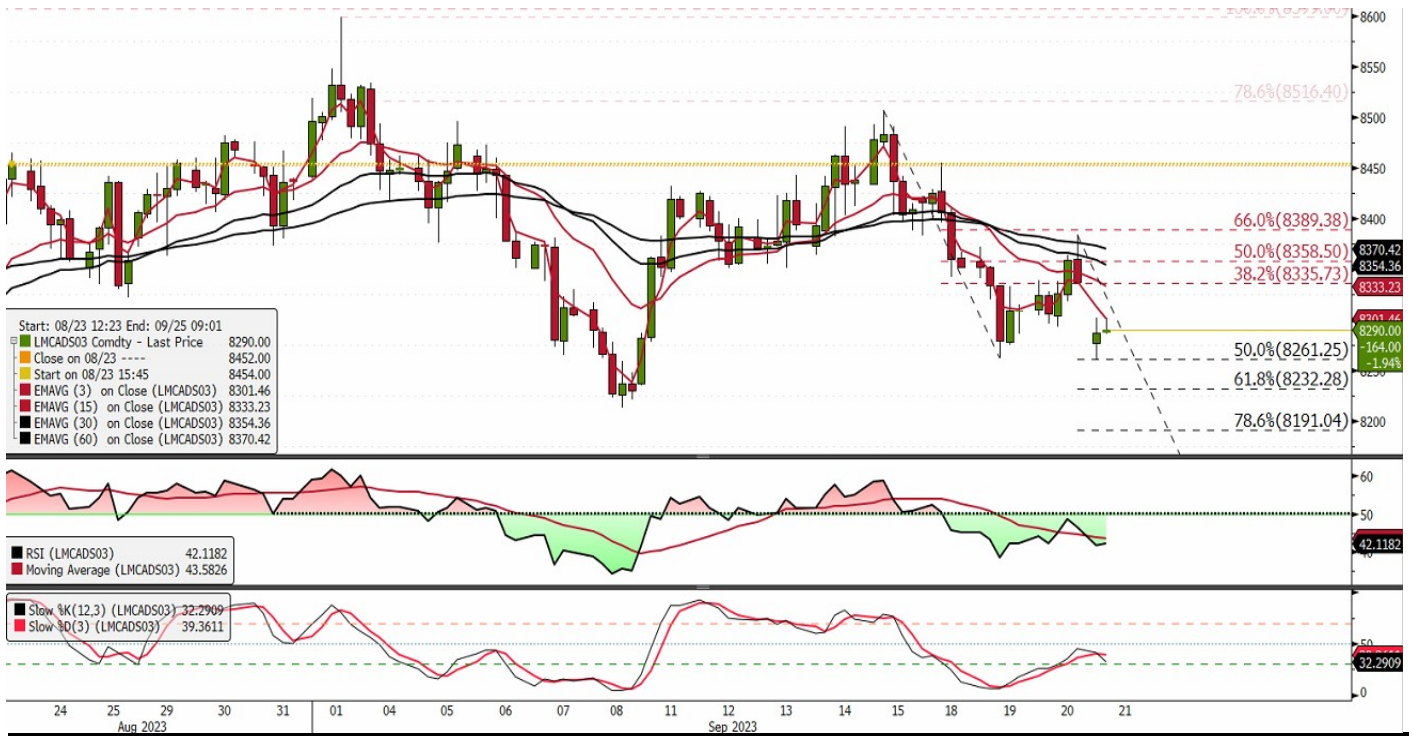 100.0%(8599.00)
8600
8550
78.6%(8516.40)
8500
8450
66.0%(8389.38)
8400
50.0%(8358.50)
8370.42
8354.36
38.2%(8335.73)
8333.23
8301.46
8290.00
-164.00
-1.94%
50.0%(8261.25)
8250
61.8%(8232.28)
78.6%(8191.04)
8200
Start: 08/23 12:23 End: 09/25 09:01
LMCADS03 Comdty - Last Price 8290.00
Close on 08/23 ---- 8452.00
Start on 08/23 15:45 8454.00
EMAVG (3) on Close (LMCADS03) 8301.46
EMAVG (15) on Close (LMCADS03) 8333.23
EMAVG (30) on Close (LMCADS03) 8354.36
EMAVG (60) on Close (LMCADS03) 8370.42
60
50
42.1182
40
RSI (LMCADS03) 42.1182
Moving Average (LMCADS03) 43.5826
Slow %K(12,3) (LMCADS03) 32.2909
Slow %D(3) (LMCADS03) 39.3611
50
32.2909
0
24 25 29 30 31 01 04 05 06 07 08 11 12 13 14 15 18 19 20 21
Aug 2023 Sep 2023